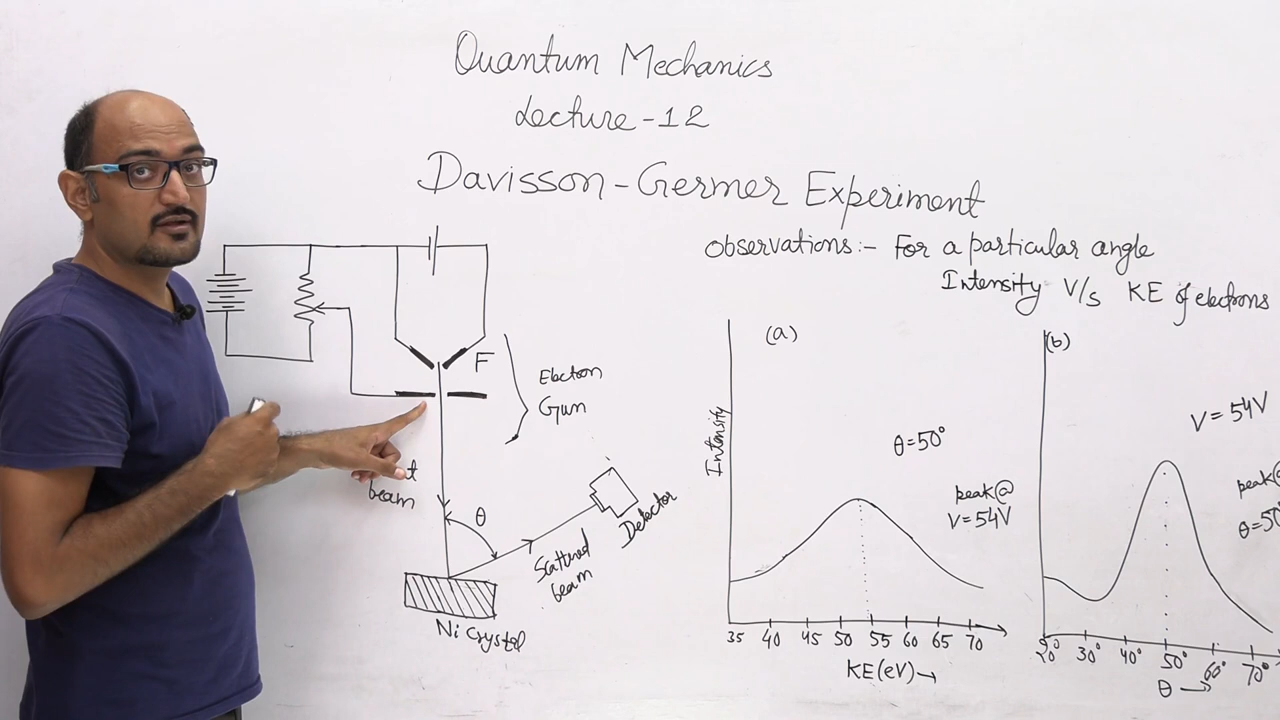 Quantum Mechanics
Lecture-12
Davisson-Germer Experiment
Observations:- For a particular angle
Intensity V/s KE of electrons
F
Electron
Gun
beam
θ
Detector
Scattered
beam
Ni Crystal
(a)
Intensity
θ=50°
peak@
V=54V
35 40 45 50 55 60 65 70
KE(eV)→
(b)
V=54V
peak@
θ=50°
20° 30° 40° 50° 60° 70°
θ →